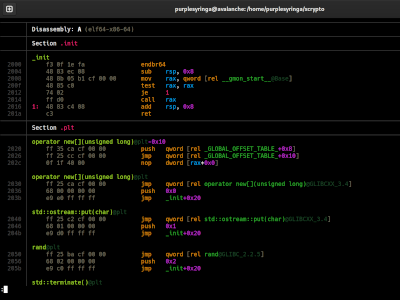 purplesyringa@avalanche:/home/purplesyringa/xcrypto
Disassembly: A (elf64-x86-64)
Section .init
_init
2000 f3 0f 1e fa endbr64
2004 48 83 ec 08 sub rsp, 0x8
2008 48 8b 05 b1 cf 00 00 mov rax, qword [rel __gmon_start__@Base]
200f 48 85 c0 test rax, rax
2012 74 02 je 1
2014 ff d0 call rax
2016 1: 48 83 c4 08 add rsp, 0x8
201a c3 ret
Section .plt
operator new[](unsigned long)@plt-0x10
2020 ff 35 ca cf 00 00 push qword [rel _GLOBAL_OFFSET_TABLE_+0x8]
2026 ff 25 cc cf 00 00 jmp qword [rel _GLOBAL_OFFSET_TABLE_+0x10]
202c 0f 1f 40 00 nop dword [rax+0x0]
operator new[](unsigned long)@plt
2030 ff 25 ca cf 00 00 jmp qword [rel operator new[](unsigned long)@GLIBCXX_3.4]
2036 68 00 00 00 00 push 0x0
203b e9 e0 ff ff ff jmp _init+0x20
std::ostream::put(char)@plt
2040 ff 25 c2 cf 00 00 jmp qword [rel std::ostream::put(char)@GLIBCXX_3.4]
2046 68 01 00 00 00 push 0x1
204b e9 d0 ff ff ff jmp _init+0x20
rand@plt
2050 ff 25 ba cf 00 00 jmp qword [rel rand@GLIBC_2.2.5]
2056 68 02 00 00 00 push 0x2
205b e9 c0 ff ff ff jmp _init+0x20
std::terminate()@plt
: